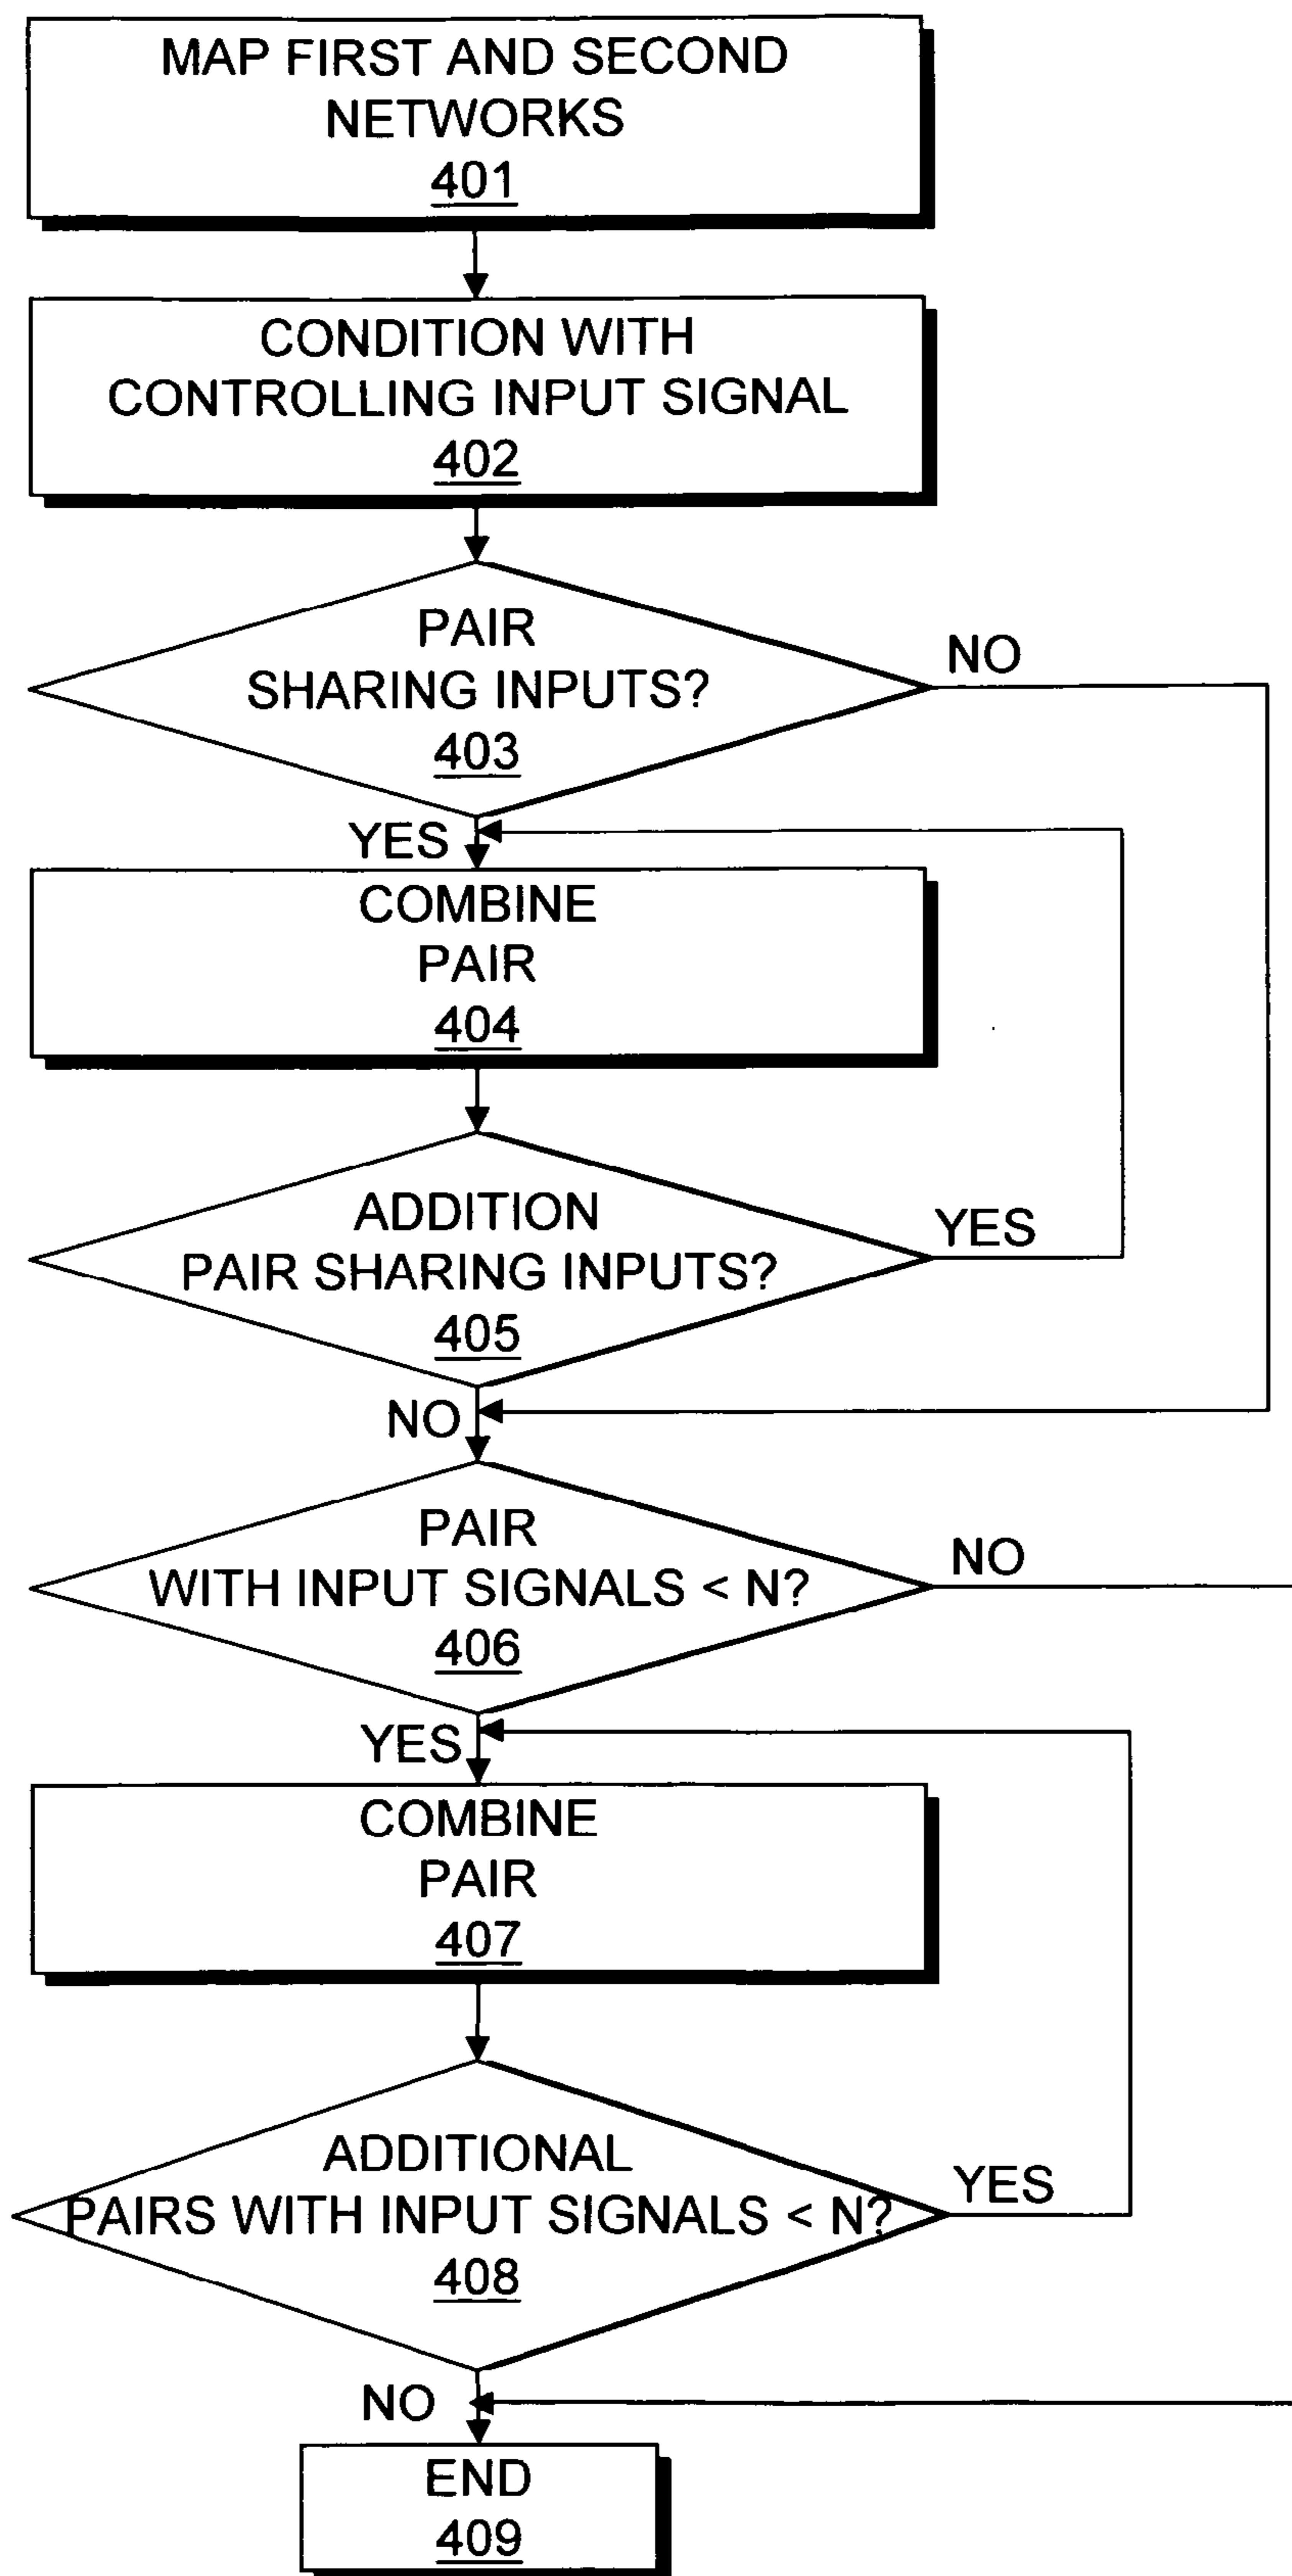 MAP FIRST AND SECOND
NETWORKS
401
CONDITION WITH
CONTROLLING INPUT SIGNAL
402
PAIR
SHARING INPUTS?
403
NO
YES
COMBINE
PAIR
404
ADDITION
PAIR SHARING INPUTS?
405
YES
NO
PAIR
WITH INPUT SIGNALS < N?
406
NO
YES
COMBINE
PAIR
407
ADDITIONAL
PAIRS WITH INPUT SIGNALS < N?
408
YES
NO
END
409